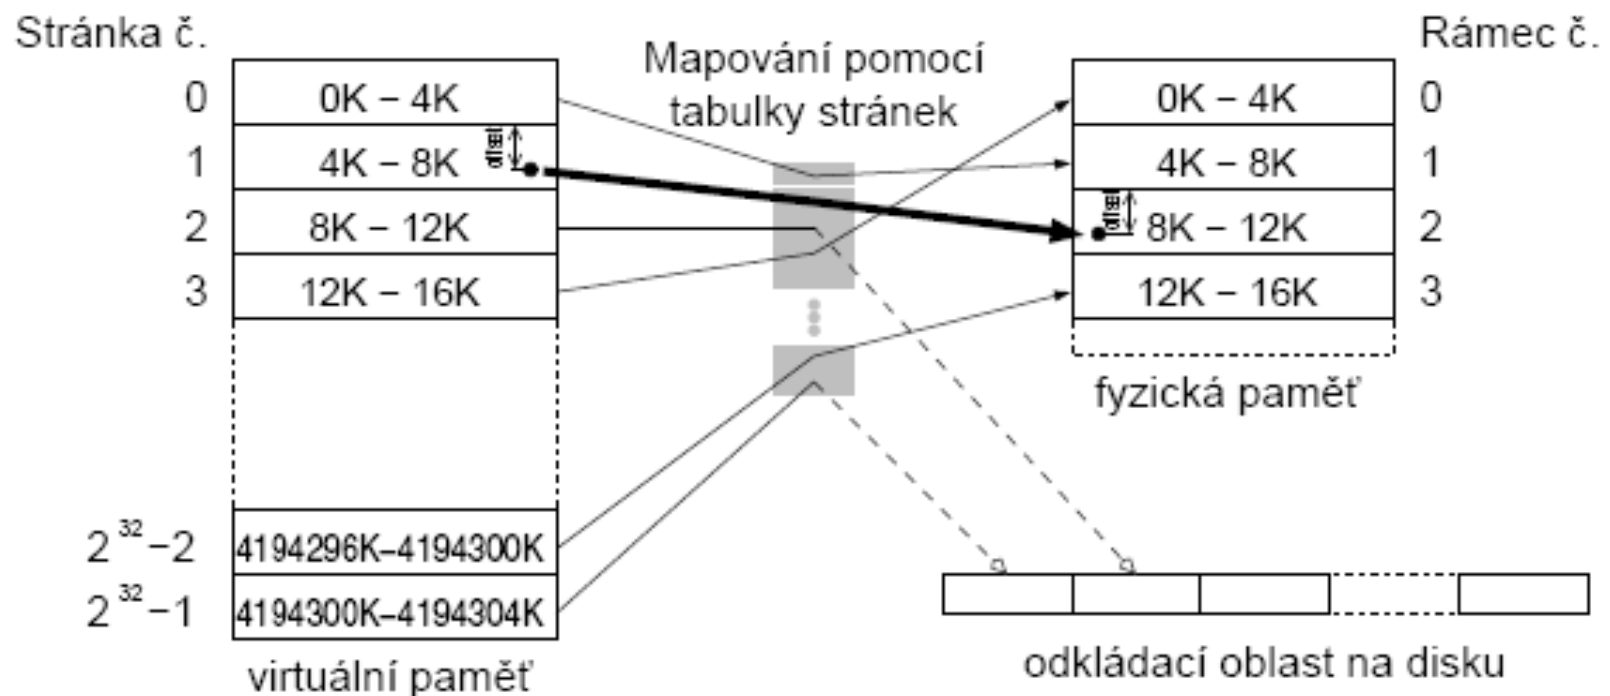 Stránka č.
0
0K – 4K
1
4K – 8K
offset
2
8K – 12K
3
12K – 16K
2³²–2
4194296K–4194300K
2³²–1
4194300K–4194304K
virtuální paměť
Mapování pomocí
tabulky stránek
Rámec č.
0K – 4K
0
4K – 8K
1
offset
8K – 12K
2
12K – 16K
3
fyzická paměť
odkládací oblast na disku